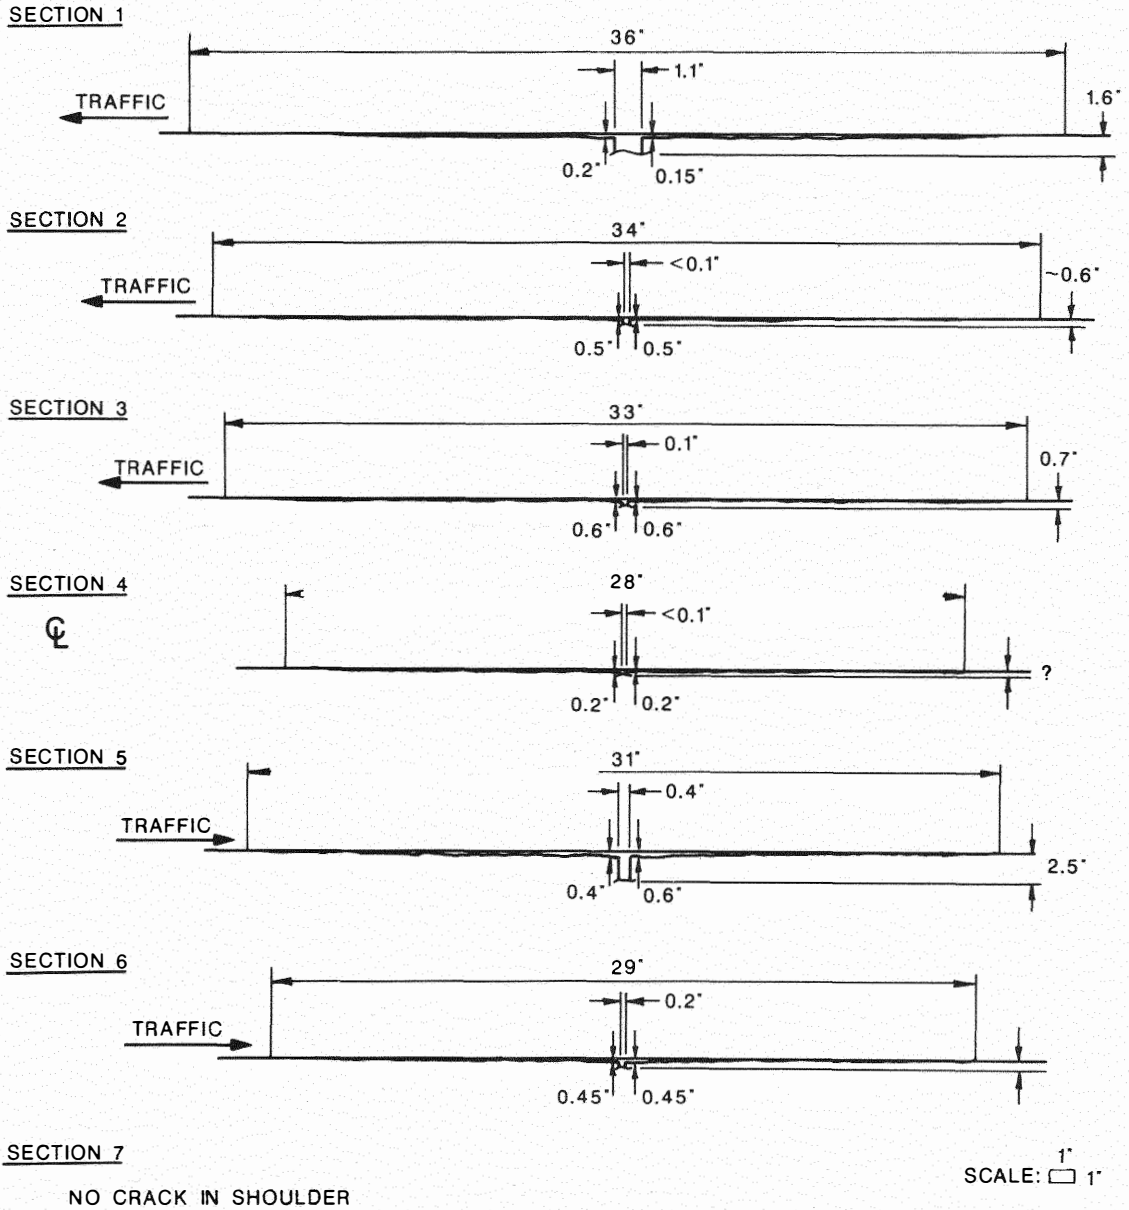 SECTION 1
36"
1.1"
TRAFFIC
1.6"
0.2"
0.15"
SECTION 2
34"
<0.1"
TRAFFIC
~0.6"
0.5" 0.5"
SECTION 3
33"
0.1"
TRAFFIC
0.7"
0.6" 0.6"
SECTION 4
28"
<0.1"
℄
?
0.2" 0.2"
SECTION 5
31"
0.4"
TRAFFIC
2.5"
0.4" 0.6"
SECTION 6
29"
0.2"
TRAFFIC
0.45" 0.45"
SECTION 7
1"
SCALE: 1"
NO CRACK IN SHOULDER